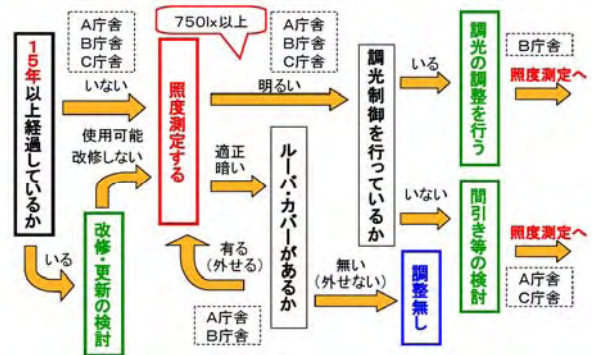 15年以上経過しているか
A庁舎
B庁舎
C庁舎
いない
使用可能
改修しない
いる
改修・更新の検討
750lx以上
照度測定する
A庁舎
B庁舎
C庁舎
明るい
適正
暗い
有る
(外せる)
A庁舎
B庁舎
ルーバ・カバーがあるか
無い
(外せない)
調整無し
調光制御を行っているか
いる
いない
調光の調整を行う
B庁舎
照度測定へ
間引き等の検討
照度測定へ
A庁舎
C庁舎